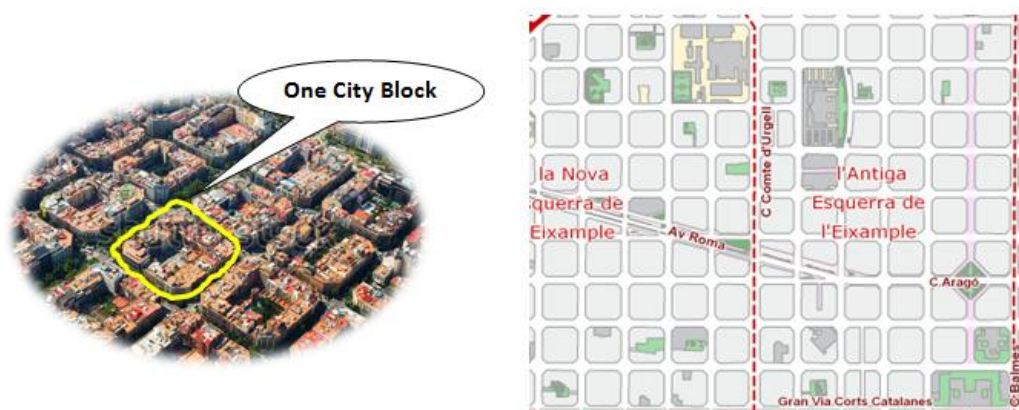 One City Block
la Nova
squerra de
Eixample
Av Roma
C Comte d'Urgell
l'Antiga
Esquerra de
l'Eixample
C.Aragó
Gran Via Corts Catalanes
C Balmes